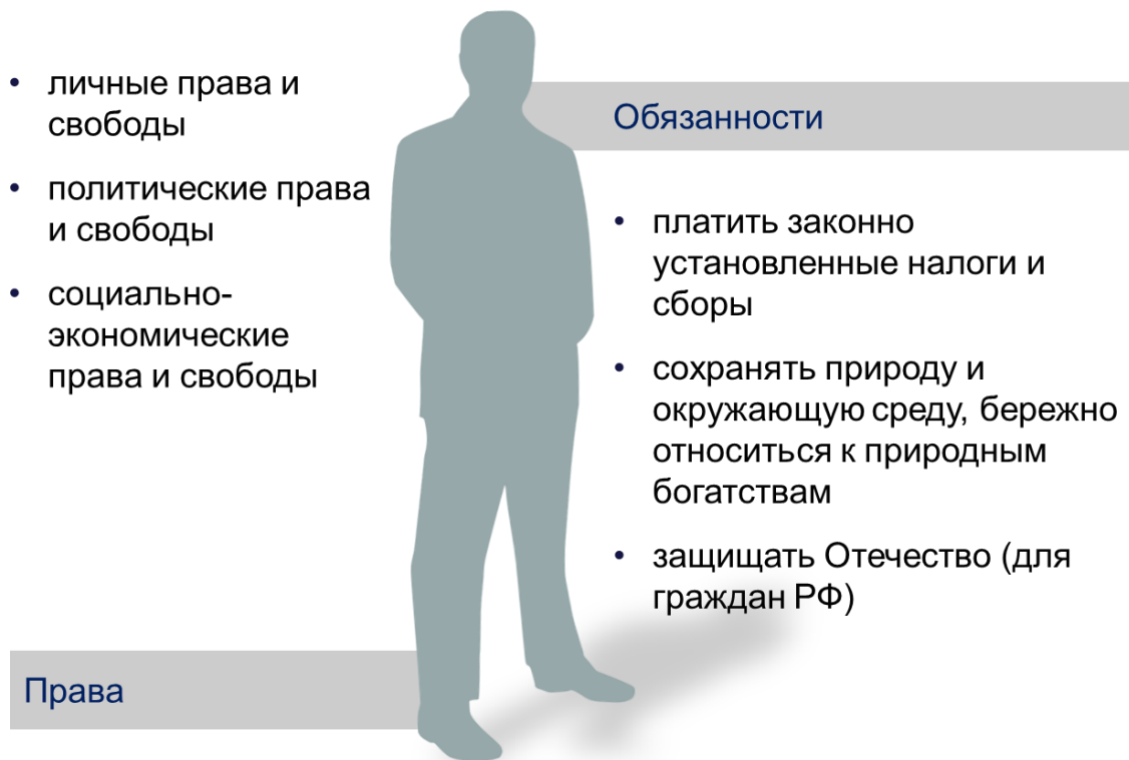 • личные права и
свободы
• политические права
и свободы
• социально-
экономические
права и свободы
Права
Обязанности
• платить законно
установленные налоги и
сборы
• сохранять природу и
окружающую среду, бережно
относиться к природным
богатствам
• защищать Отечество (для
граждан РФ)